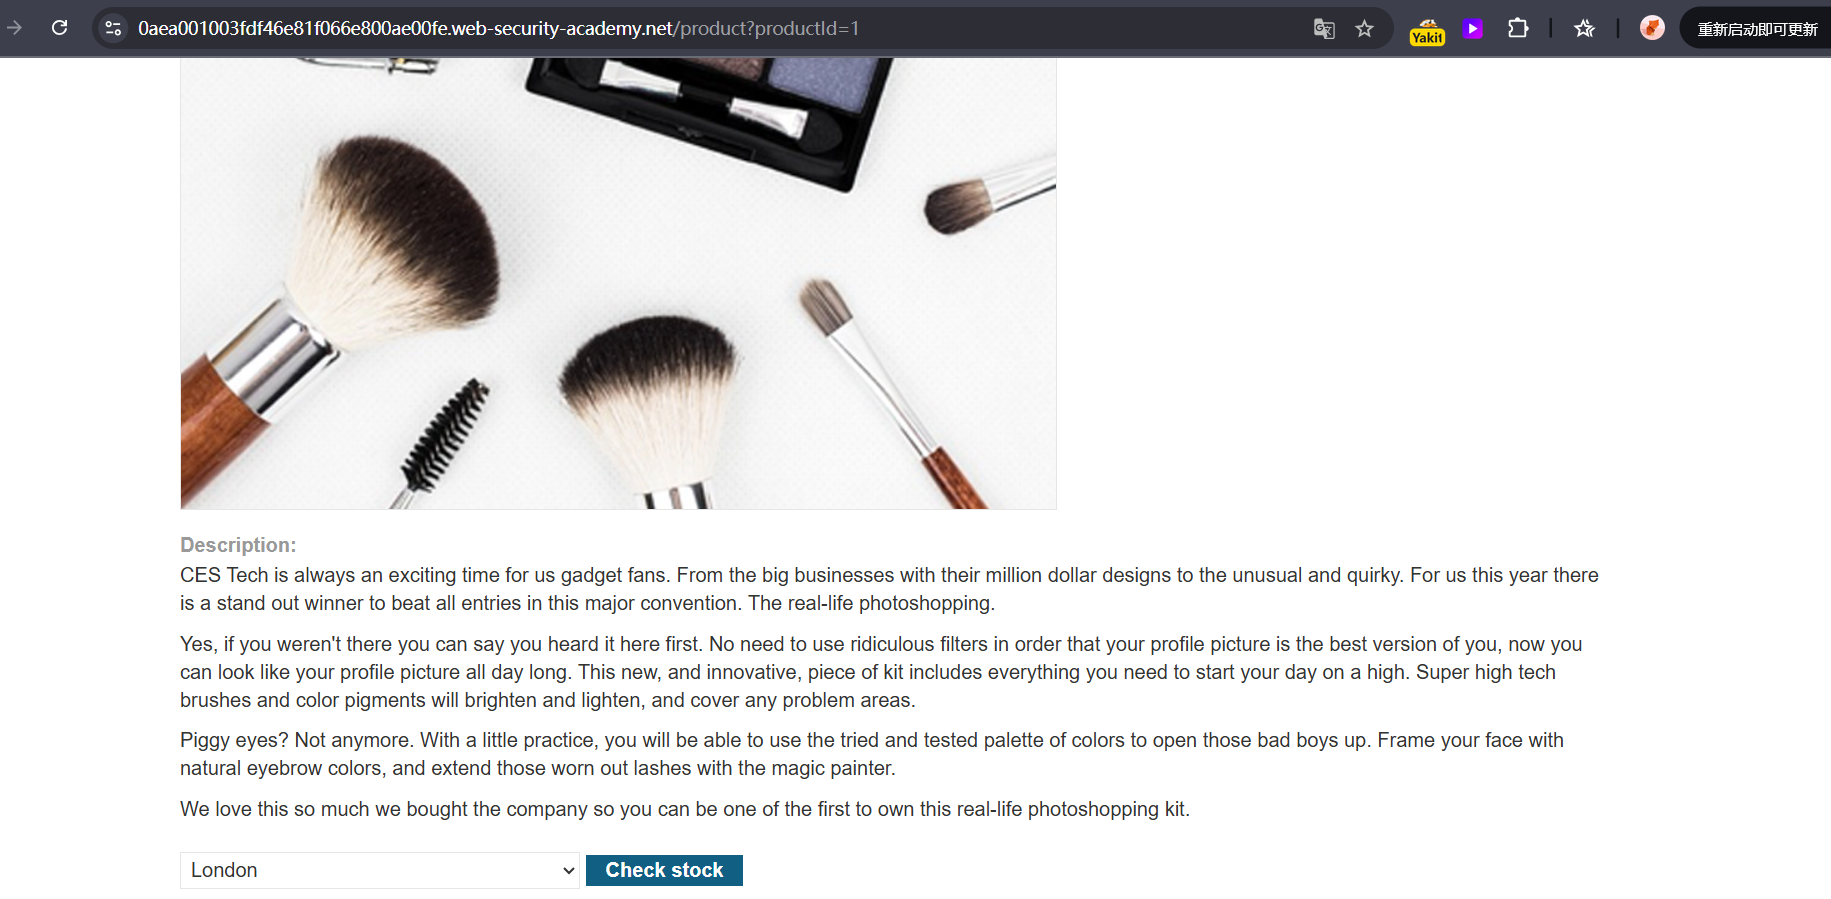 0aea001003fdf46e81f066e800ae00fe.web-security-academy.net/product?productId=1
Yakit
重新启动即可更新
Description:
CES Tech is always an exciting time for us gadget fans. From the big businesses with their million dollar designs to the unusual and quirky. For us this year there
is a stand out winner to beat all entries in this major convention. The real-life photoshopping.
Yes, if you weren't there you can say you heard it here first. No need to use ridiculous filters in order that your profile picture is the best version of you, now you
can look like your profile picture all day long. This new, and innovative, piece of kit includes everything you need to start your day on a high. Super high tech
brushes and color pigments will brighten and lighten, and cover any problem areas.
Piggy eyes? Not anymore. With a little practice, you will be able to use the tried and tested palette of colors to open those bad boys up. Frame your face with
natural eyebrow colors, and extend those worn out lashes with the magic painter.
We love this so much we bought the company so you can be one of the first to own this real-life photoshopping kit.
London
Check stock